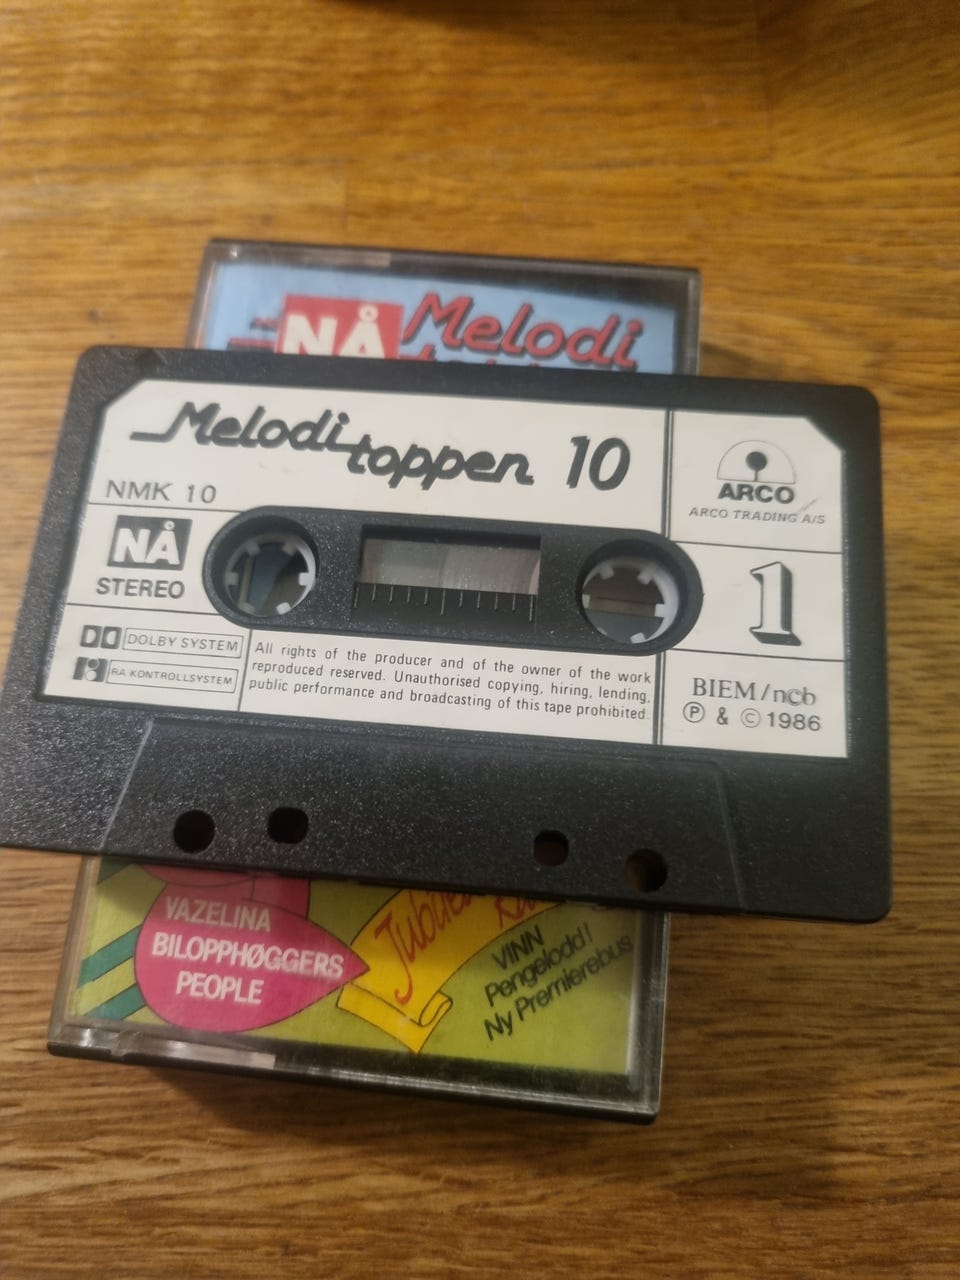 NÅ Melodi
Melodi
toppen 10
NMK 10
ARCO
ARCO TRADING A/S
NÅ
STEREO
1
DOLBY SYSTEM
RA KONTROLLSYSTEM
All rights of the producer and of the owner of the work
reproduced reserved. Unauthorised copying, hiring, lending,
public performance and broadcasting of this tape prohibited.
BIEM/ncb
Ⓟ & © 1986
VAZELINA
BILOPPHØGGERS
PEOPLE
VINN
Pengelodd!
Ny Premierebus